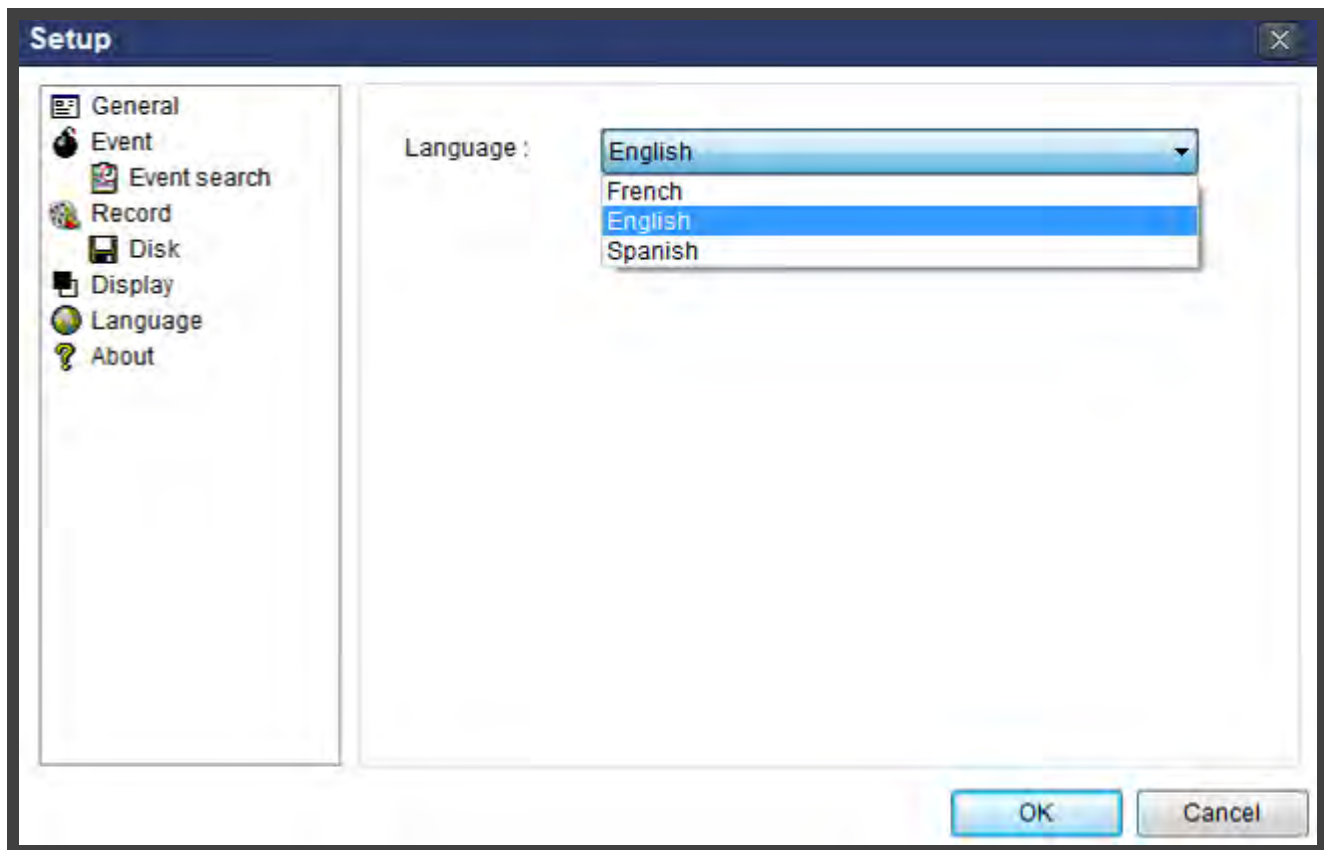 Setup
General
Event
Event search
Record
Disk
Display
Language
About
Language :
English
French
English
Spanish
OK
Cancel